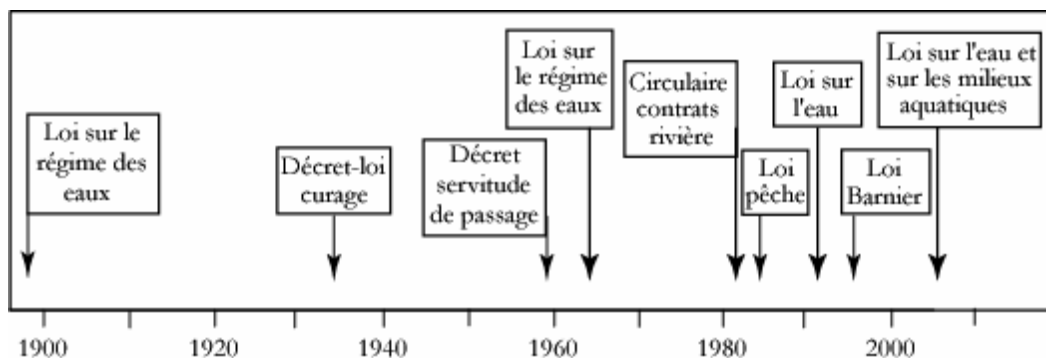 Loi sur le
régime des
eaux
Décret-loi
curage
Décret
servitude
de passage
Loi sur
le régime
des eaux
Circulaire
contrats
rivière
Loi
pêche
Loi sur
l'eau
Loi
Barnier
Loi sur l'eau et
sur les milieux
aquatiques
1900 1920 1940 1960 1980 2000